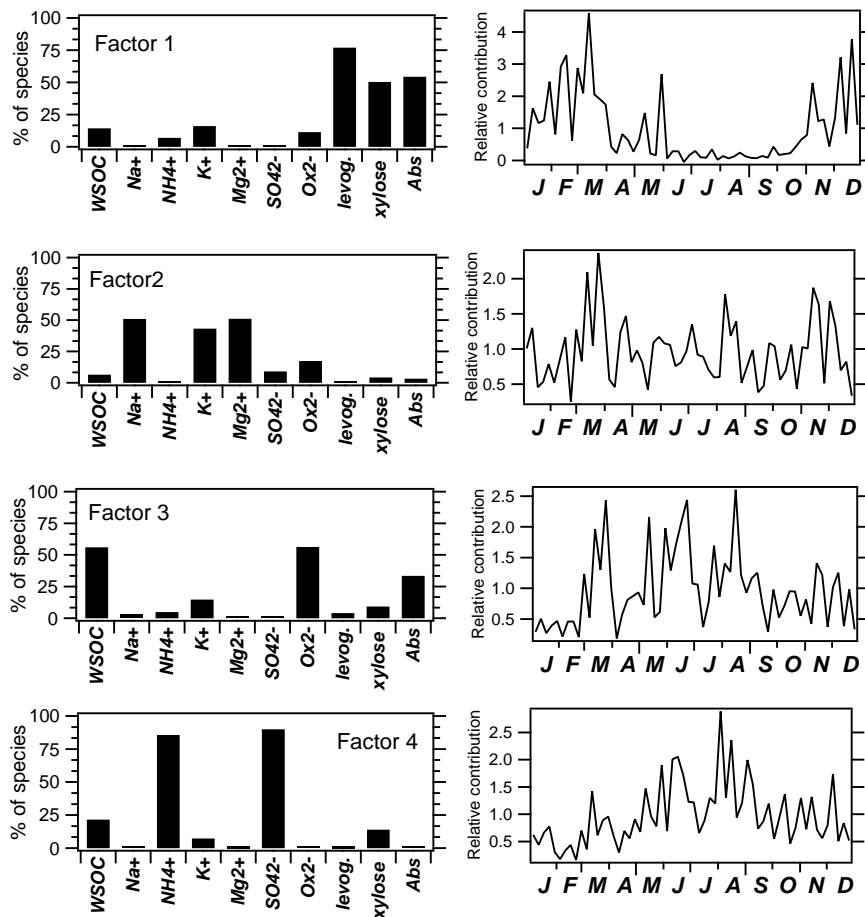 Factor 1
% of species
100
75
50
25
0
WSOC Na+ NH4+ K+ Mg2+ SO42- Ox2- levog. xylose Abs
Relative contribution
4
3
2
1
0
J F M A M J J A S O N D
Factor2
% of species
100
75
50
25
0
WSOC Na+ NH4+ K+ Mg2+ SO42- Ox2- levog. xylose Abs
Relative contribution
2.0
1.5
1.0
0.5
J F M A M J J A S O N D
Factor 3
% of species
100
75
50
25
0
WSOC Na+ NH4+ K+ Mg2+ SO42- Ox2- levog. xylose Abs
Relative contribution
2.5
2.0
1.5
1.0
0.5
J F M A M J J A S O N D
Factor 4
% of species
100
75
50
25
0
WSOC Na+ NH4+ K+ Mg2+ SO42- Ox2- levog. xylose Abs
Relative contribution
2.5
2.0
1.5
1.0
0.5
J F M A M J J A S O N D